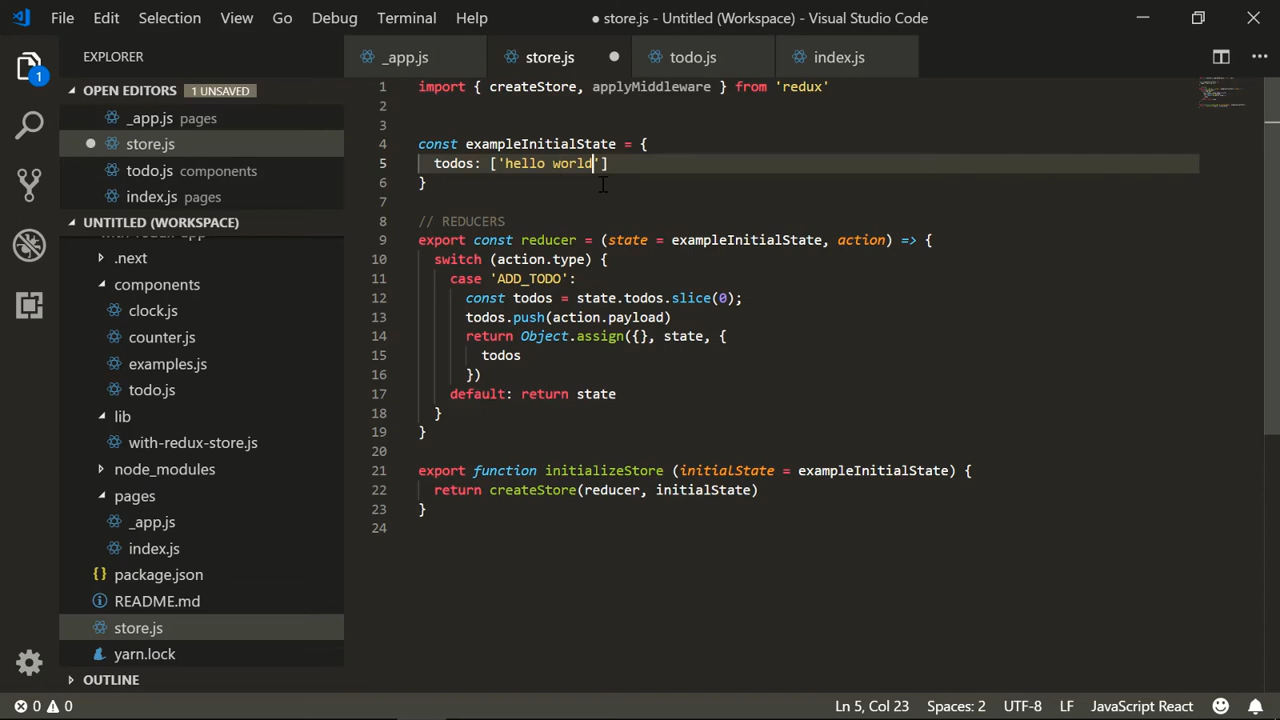 File Edit Selection View Go Debug Terminal Help ● store.js - Untitled (Workspace) - Visual Studio Code
EXPLORER
_app.js store.js todo.js index.js
1
OPEN EDITORS 1 UNSAVED
_app.js pages
store.js
todo.js components
index.js pages
UNTITLED (WORKSPACE)
with-redux-app
.next
components
clock.js
counter.js
examples.js
todo.js
lib
with-redux-store.js
node_modules
pages
_app.js
index.js
package.json
README.md
store.js
yarn.lock
OUTLINE
1 import { createStore, applyMiddleware } from 'redux'
2
3
4 const exampleInitialState = {
5 todos: ['hello world']
6 }
7
8 // REDUCERS
9 export const reducer = (state = exampleInitialState, action) => {
10 switch (action.type) {
11 case 'ADD_TODO':
12 const todos = state.todos.slice(0);
13 todos.push(action.payload)
14 return Object.assign({}, state, {
15 todos
16 })
17 default: return state
18 }
19 }
20
21 export function initializeStore (initialState = exampleInitialState) {
22 return createStore(reducer, initialState)
23 }
24
0 0 Ln 5, Col 23 Spaces: 2 UTF-8 LF JavaScript React